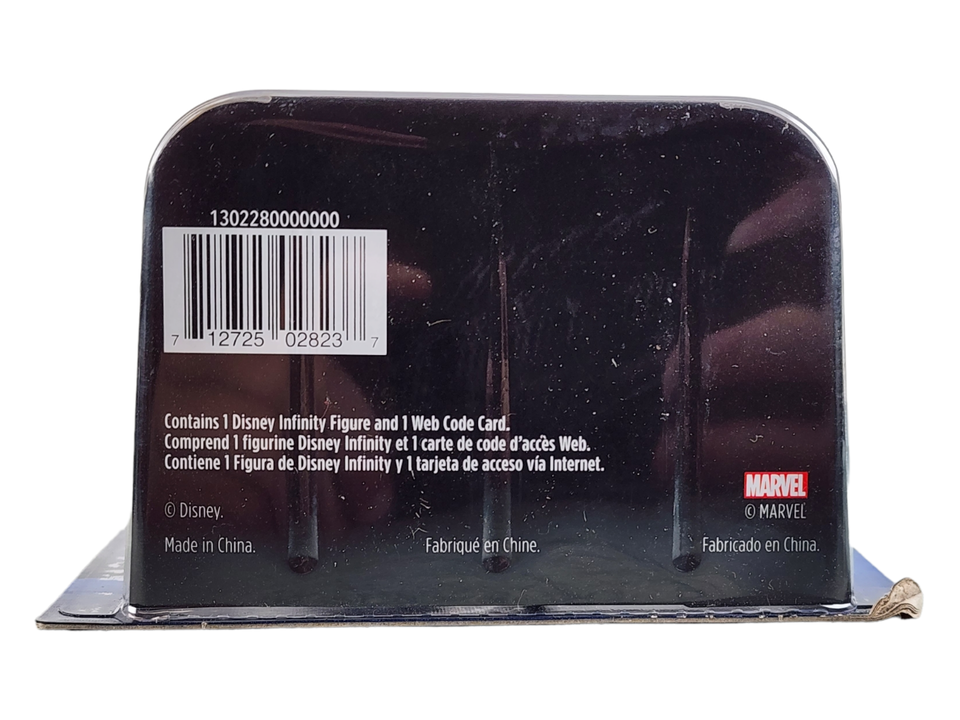 1302280000000
7 12725 02823 7
Contains 1 Disney Infinity Figure and 1 Web Code Card.
Comprend 1 figurine Disney Infinity et 1 carte de code d'accès Web.
Contiene 1 Figura de Disney Infinity y 1 tarjeta de acceso vía Internet.
MARVEL
© Disney.
© MARVEL
Made in China.
Fabriqué en Chine.
Fabricado en China.